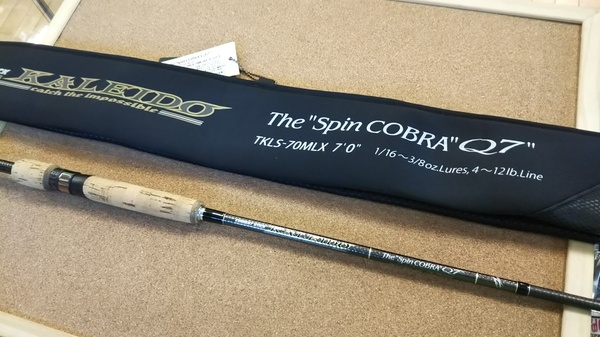 KALEIDO
catch the impossible
The "Spin COBRA" Q7"
TKLS-70MLX 7'0" 1/16～3/8oz.Lures, 4～12lb.Line
The "Spin COBRA" Q7